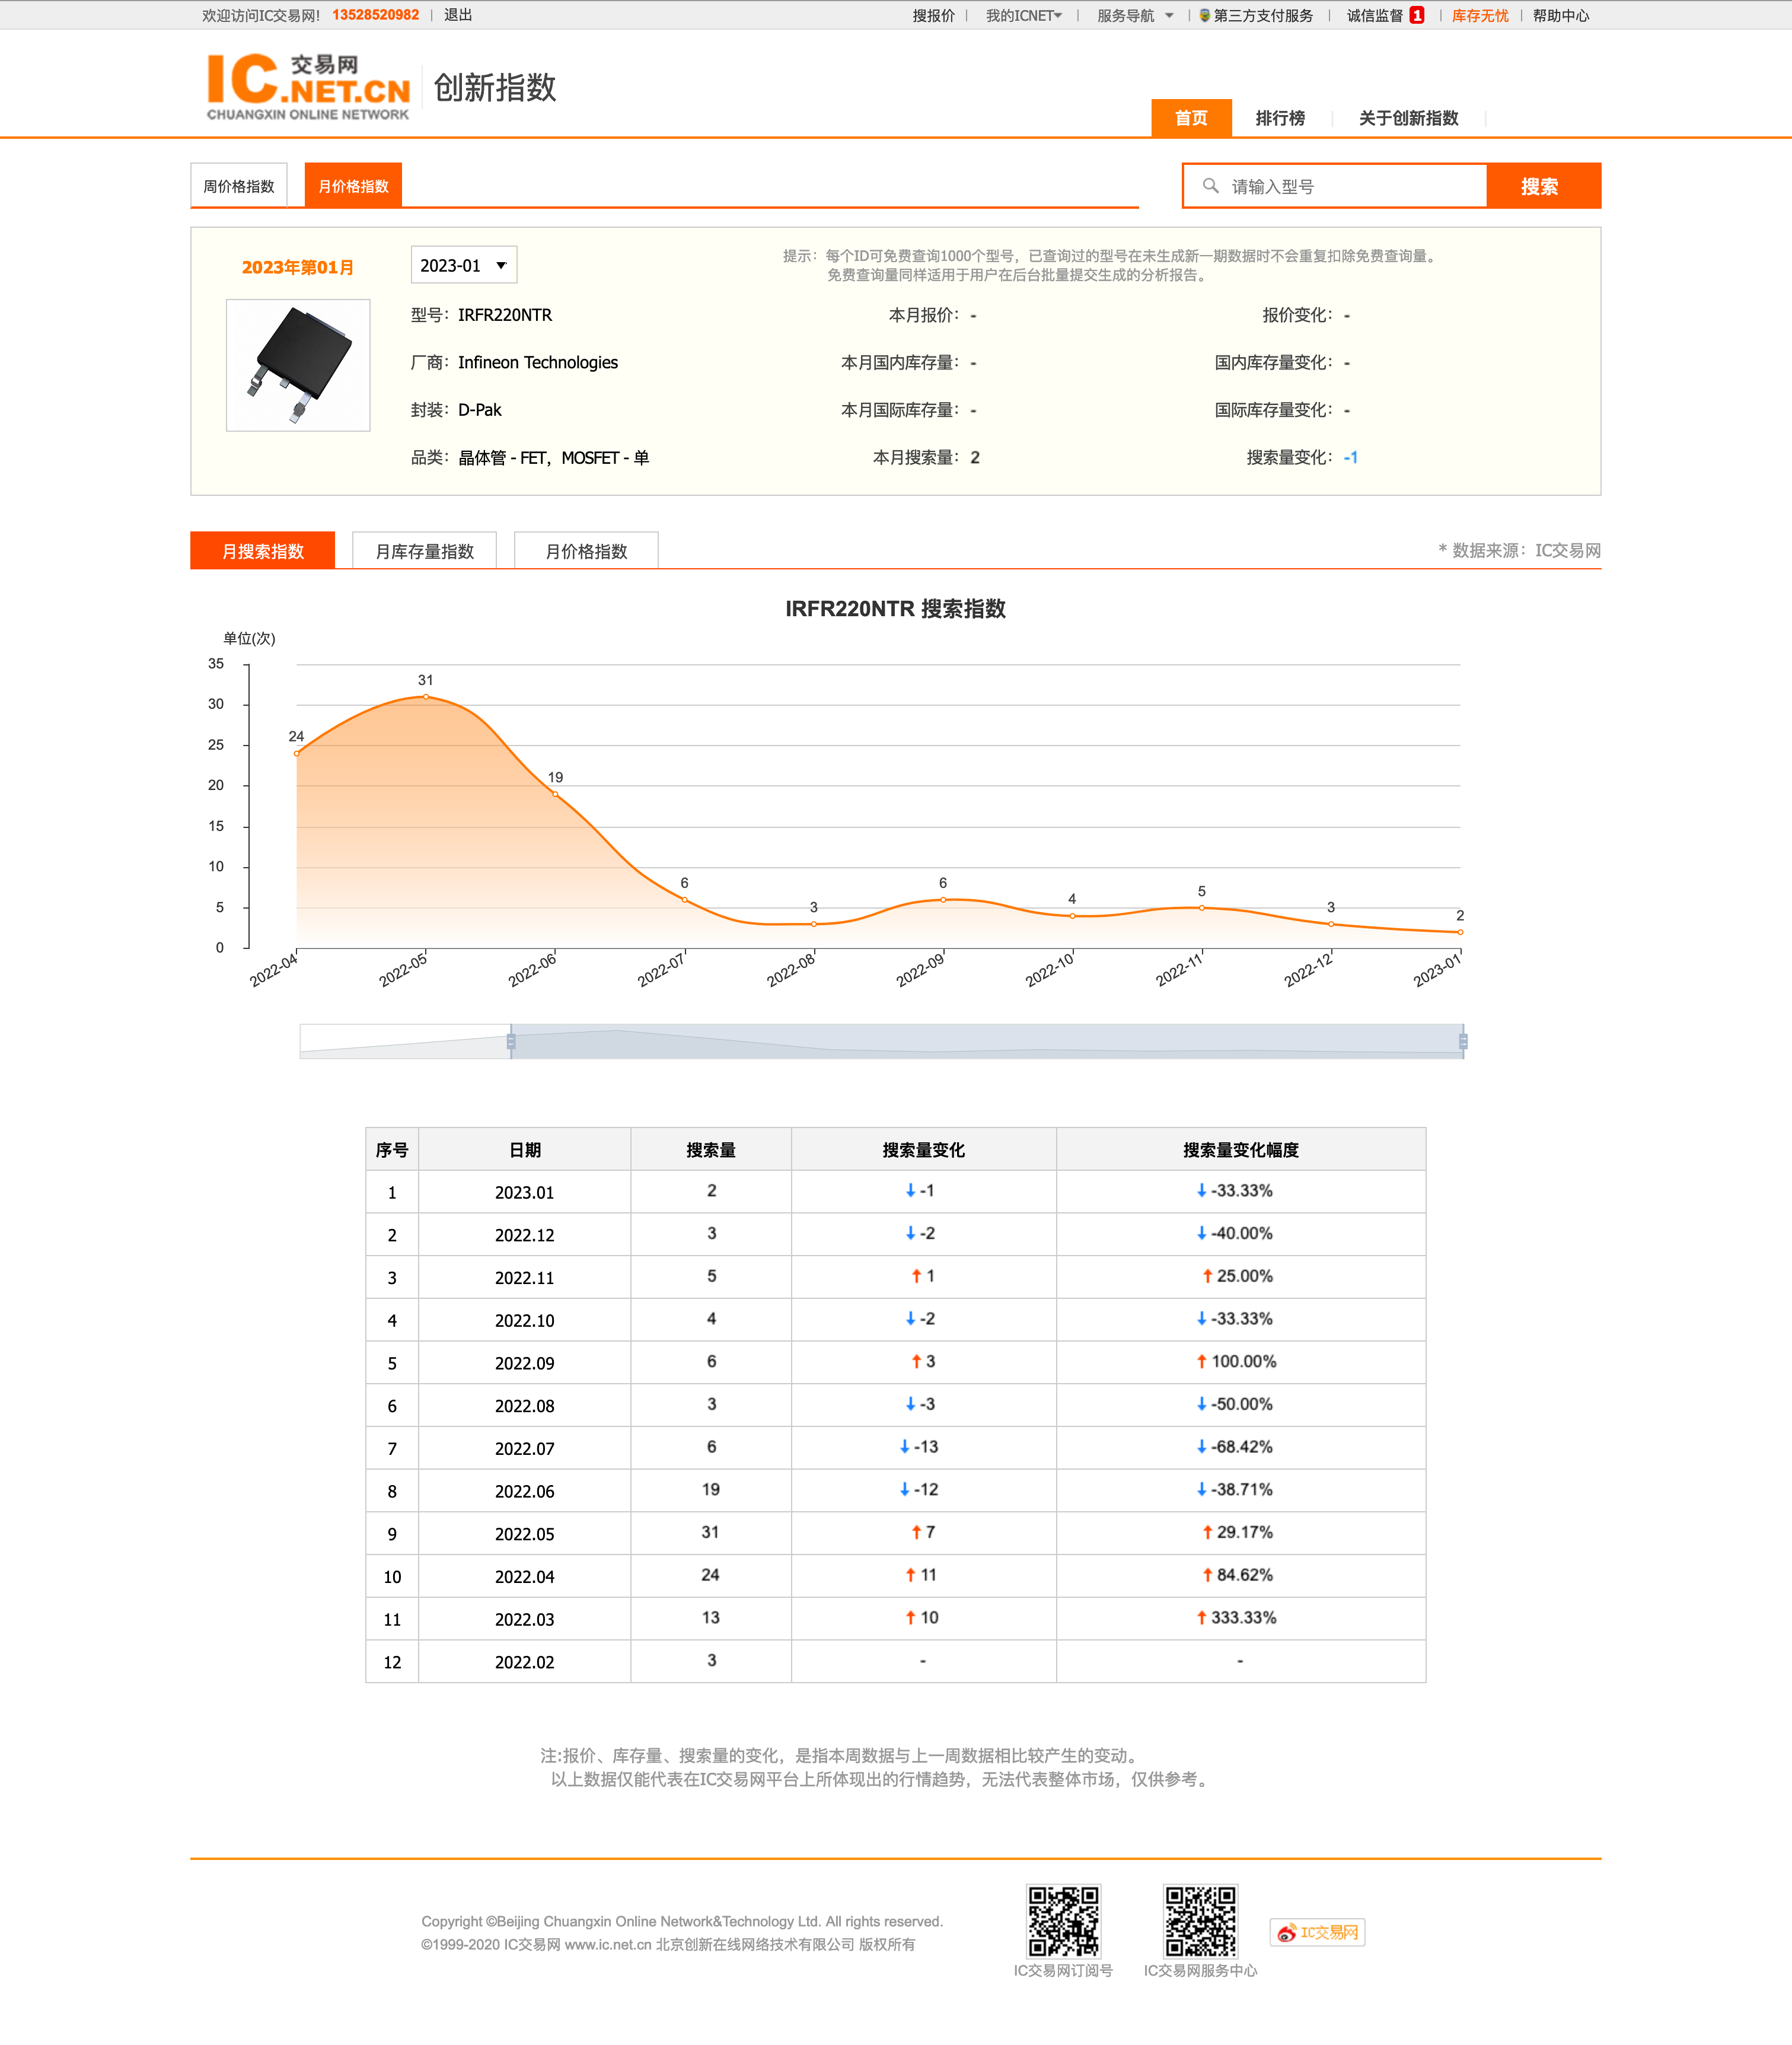 欢迎访问IC交易网! 13528520982 | 退出 搜报价 | 我的ICNET | 服务导航 | 第三方支付服务 | 诚信监督 1 | 库存无忧 | 帮助中心
IC交易网.NET.CN
CHUANGXIN ONLINE NETWORK
创新指数
首页 排行榜 关于创新指数
周价格指数 月价格指数
请输入型号 搜索
2023年第01月 2023-01
提示：每个ID可免费查询1000个型号，已查询过的型号在未生成新一期数据时不会重复扣除免费查询量。
免费查询量同样适用于用户在后台批量提交生成的分析报告。
型号：IRFR220NTR 本月报价：- 报价变化：-
厂商：Infineon Technologies 本月国内库存量：- 国内库存量变化：-
封装：D-Pak 本月国际库存量：- 国际库存量变化：-
品类：晶体管 - FET，MOSFET - 单 本月搜索量：2 搜索量变化：-1
月搜索指数 月库存量指数 月价格指数 * 数据来源：IC交易网
IRFR220NTR 搜索指数
单位(次)
35
30
25
20
15
10
5
0
24 31 19 6 3 6 4 5 3 2
2022-04 2022-05 2022-06 2022-07 2022-08 2022-09 2022-10 2022-11 2022-12 2023-01
序号 日期 搜索量 搜索量变化 搜索量变化幅度
1 2023.01 2 ↓ -1 ↓ -33.33%
2 2022.12 3 ↓ -2 ↓ -40.00%
3 2022.11 5 ↑ 1 ↑ 25.00%
4 2022.10 4 ↓ -2 ↓ -33.33%
5 2022.09 6 ↑ 3 ↑ 100.00%
6 2022.08 3 ↓ -3 ↓ -50.00%
7 2022.07 6 ↓ -13 ↓ -68.42%
8 2022.06 19 ↓ -12 ↓ -38.71%
9 2022.05 31 ↑ 7 ↑ 29.17%
10 2022.04 24 ↑ 11 ↑ 84.62%
11 2022.03 13 ↑ 10 ↑ 333.33%
12 2022.02 3 - -
注:报价、库存量、搜索量的变化，是指本周数据与上一周数据相比较产生的变动。
以上数据仅能代表在IC交易网平台上所体现出的行情趋势，无法代表整体市场，仅供参考。
Copyright ©Beijing Chuangxin Online Network&Technology Ltd. All rights reserved.
©1999-2020 IC交易网 www.ic.net.cn 北京创新在线网络技术有限公司 版权所有
IC交易网订阅号 IC交易网服务中心
IC交易网